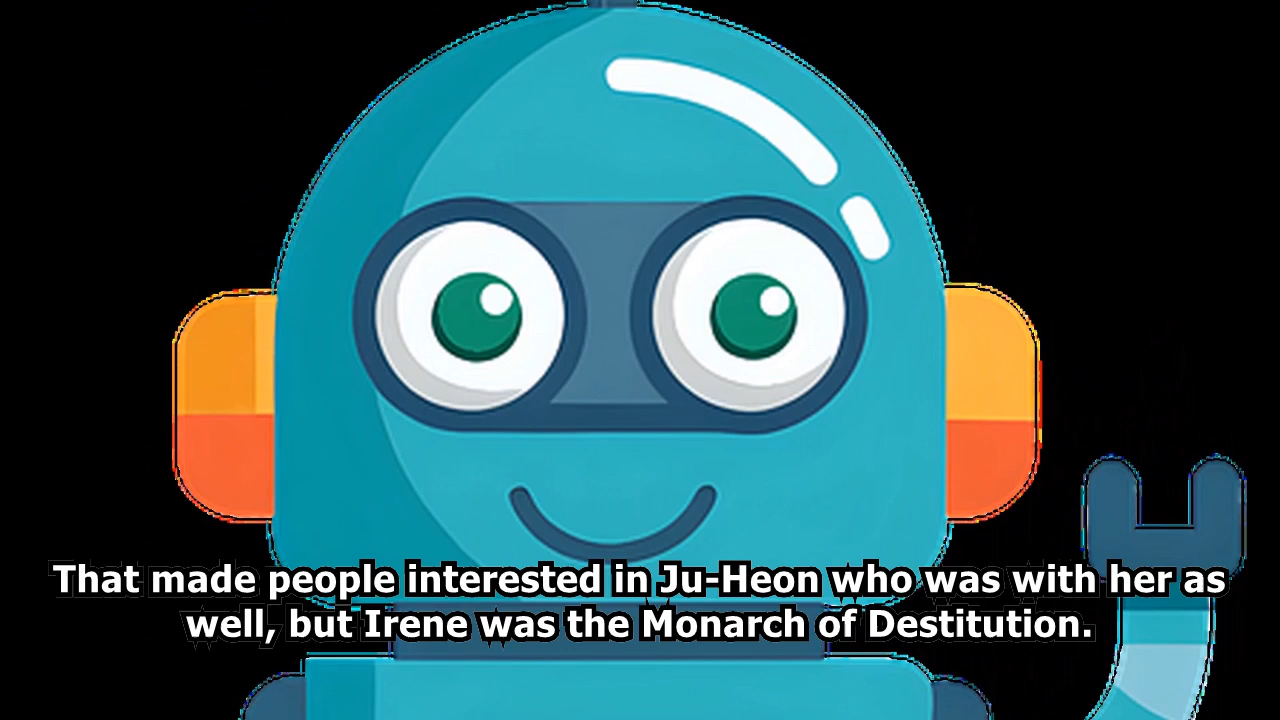 That made people interested in Ju-Heon who was with her as
well, but Irene was the Monarch of Destitution.